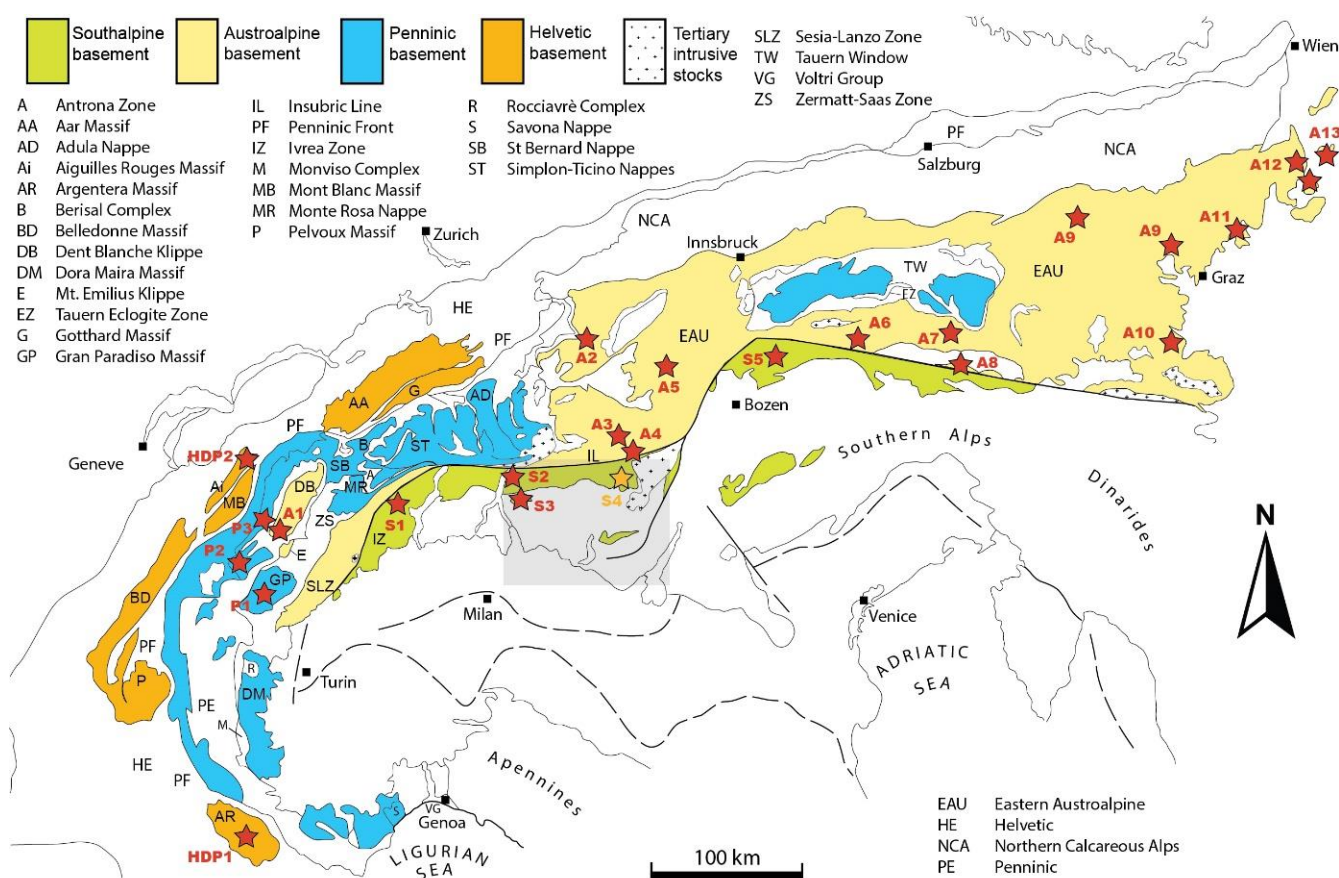 Southalpine
basement
Austroalpine
basement
Penninic
basement
Helvetic
basement
Tertiary
intrusive
stocks
SLZ Sesia-Lanzo Zone
TW Tauern Window
VG Voltri Group
ZS Zermatt-Saas Zone
A Antrona Zone
AA Aar Massif
AD Adula Nappe
Ai Aiguilles Rouges Massif
AR Argentera Massif
B Berisal Complex
BD Belledonne Massif
DB Dent Blanche Klippe
DM Dora Maira Massif
E Mt. Emilius Klippe
EZ Tauern Eclogite Zone
G Gotthard Massif
GP Gran Paradiso Massif
IL Insubric Line
PF Penninic Front
IZ Ivrea Zone
M Monviso Complex
MB Mont Blanc Massif
MR Monte Rosa Nappe
P Pelvoux Massif
R Rocciavrè Complex
S Savona Nappe
SB St Bernard Nappe
ST Simplon-Ticino Nappes
Wien
PF
Salzburg
NCA
A13
A12
NCA
Zurich
Innsbruck
A9
A11
A9
EAU
TW
EZ
Graz
HE
PF
EAU
A2
A6
A7
A8
A10
S5
A5
Bozen
AA
G
AD
PF
Geneve
HDP2
B
ST
SB
A
MR
A3
A4
IL
Southern Alps
Dinarides
Ai
MB
DB
ZS
S2
S4
S3
S1
IZ
P3
A1
E
P2
GP
P1
SLZ
N
BD
Milan
Venice
PF
P
R
DM
Turin
ADRIATIC
SEA
PE
M
HE
PF
Apennines
AR
HDP1
S
VG
Genoa
LIGURIAN
SEA
100 km
EAU Eastern Austroalpine
HE Helvetic
NCA Northern Calcareous Alps
PE Penninic